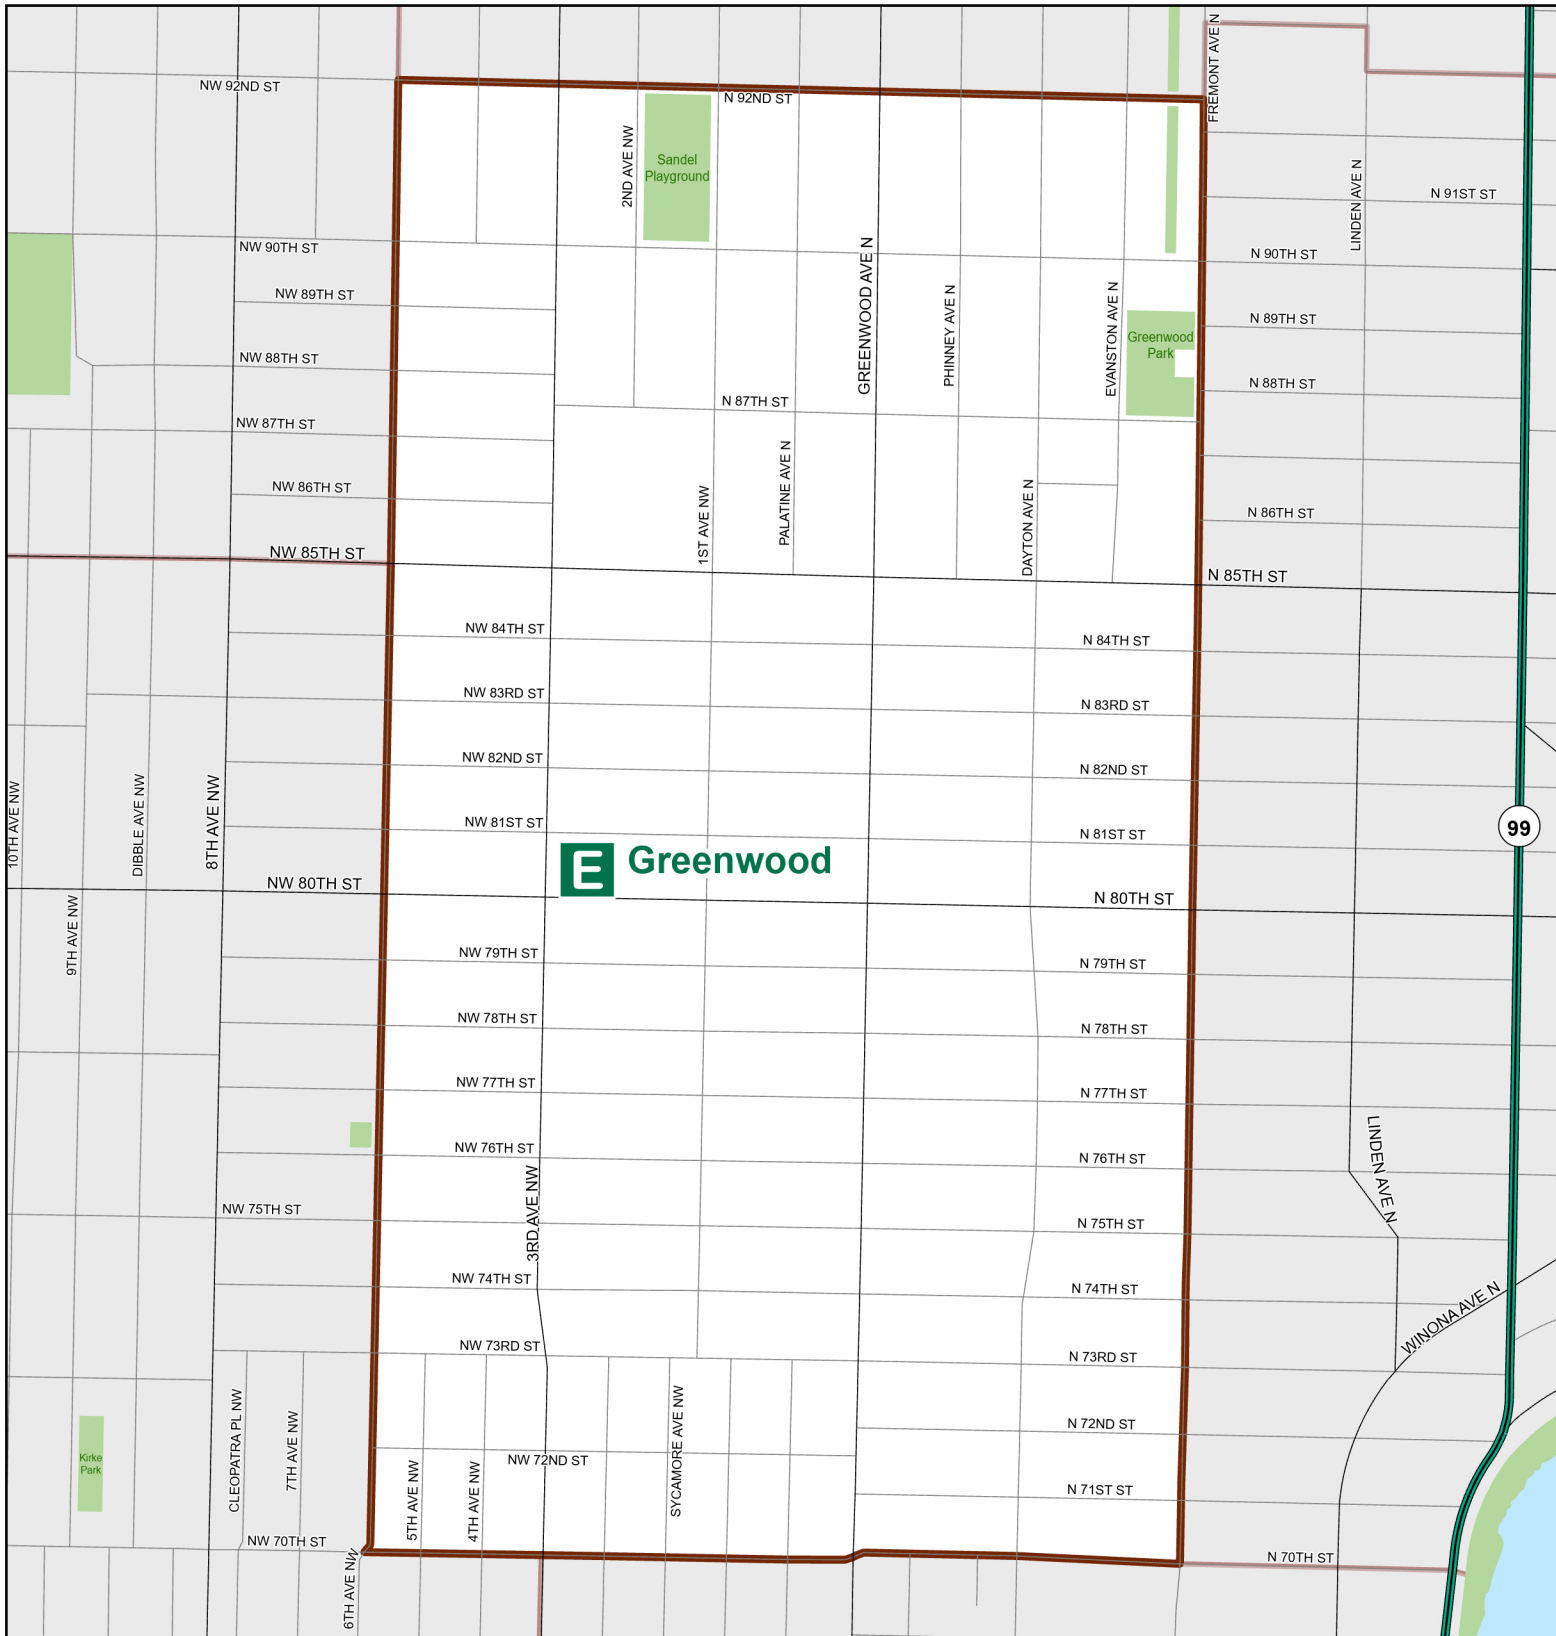 FREMONT AVE N
NW 92ND ST
N 92ND ST
2ND AVE NW
Sandel
Playground
LINDEN AVE N
N 91ST ST
NW 90TH ST
GREENWOOD AVE N
N 90TH ST
NW 89TH ST
PHINNEY AVE N
EVANSTON AVE N
N 89TH ST
Greenwood
Park
NW 88TH ST
N 88TH ST
N 87TH ST
NW 87TH ST
PALATINE AVE N
NW 86TH ST
1ST AVE NW
DAYTON AVE N
N 86TH ST
NW 85TH ST
N 85TH ST
NW 84TH ST
N 84TH ST
NW 83RD ST
N 83RD ST
NW 82ND ST
N 82ND ST
10TH AVE NW
DIBBLE AVE NW
8TH AVE NW
NW 81ST ST
N 81ST ST
99
E Greenwood
NW 80TH ST
N 80TH ST
9TH AVE NW
NW 79TH ST
N 79TH ST
NW 78TH ST
N 78TH ST
NW 77TH ST
N 77TH ST
NW 76TH ST
N 76TH ST
LINDEN AVE N
3RD AVE NW
NW 75TH ST
N 75TH ST
NW 74TH ST
N 74TH ST
WINONA AVE N
NW 73RD ST
N 73RD ST
CLEOPATRA PL NW
7TH AVE NW
SYCAMORE AVE NW
N 72ND ST
Kirke
Park
NW 72ND ST
5TH AVE NW
4TH AVE NW
N 71ST ST
NW 70TH ST
N 70TH ST
6TH AVE NW